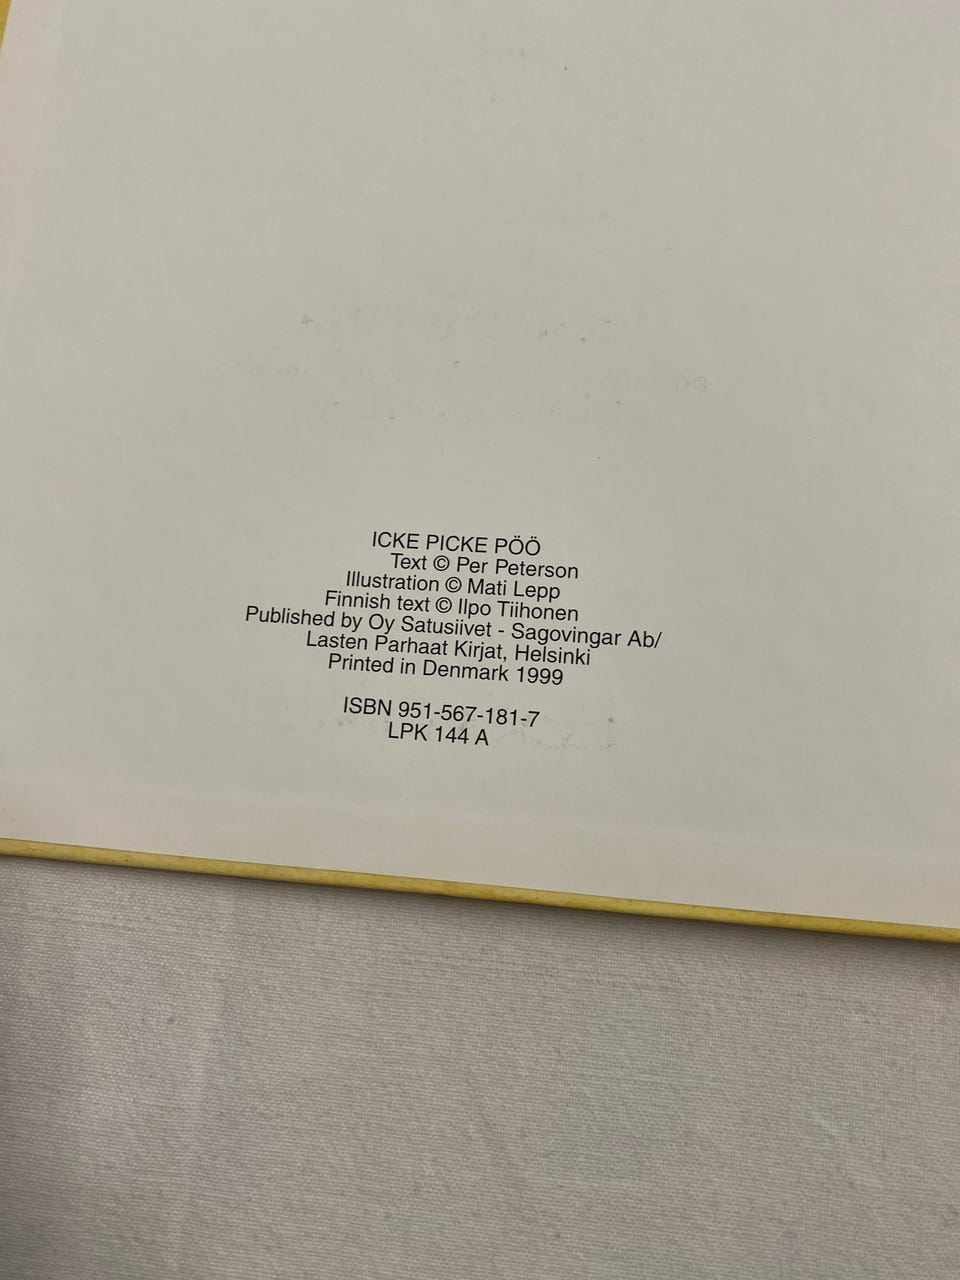 ICKE PICKE PÖÖ
Text © Per Peterson
Illustration © Mati Lepp
Finnish text © Ilpo Tiihonen
Published by Oy Satusiivet - Sagovingar Ab/
Lasten Parhaat Kirjat, Helsinki
Printed in Denmark 1999
ISBN 951-567-181-7
LPK 144 A